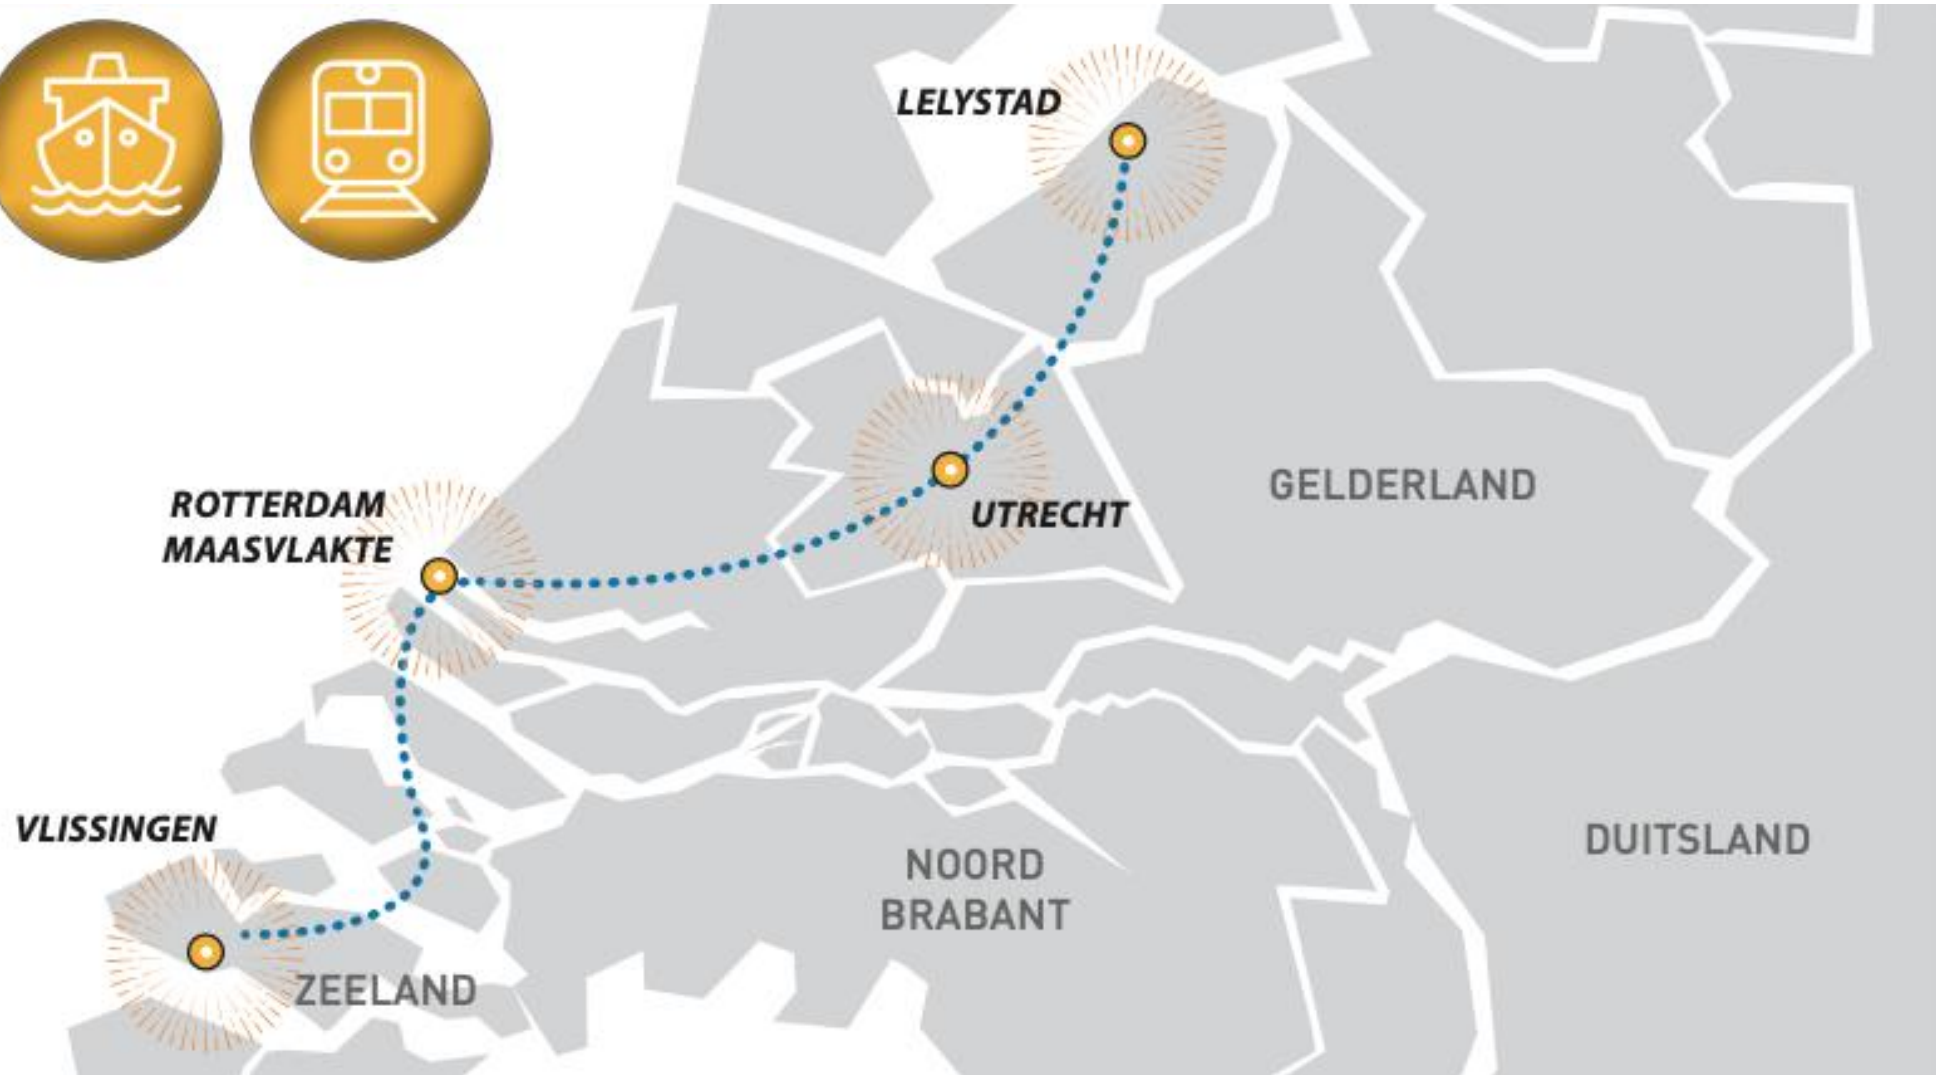 LELYSTAD
ROTTERDAM
MAASVLAKTE
UTRECHT
GELDERLAND
VLISSINGEN
NOORD
BRABANT
DUITSLAND
ZEELAND